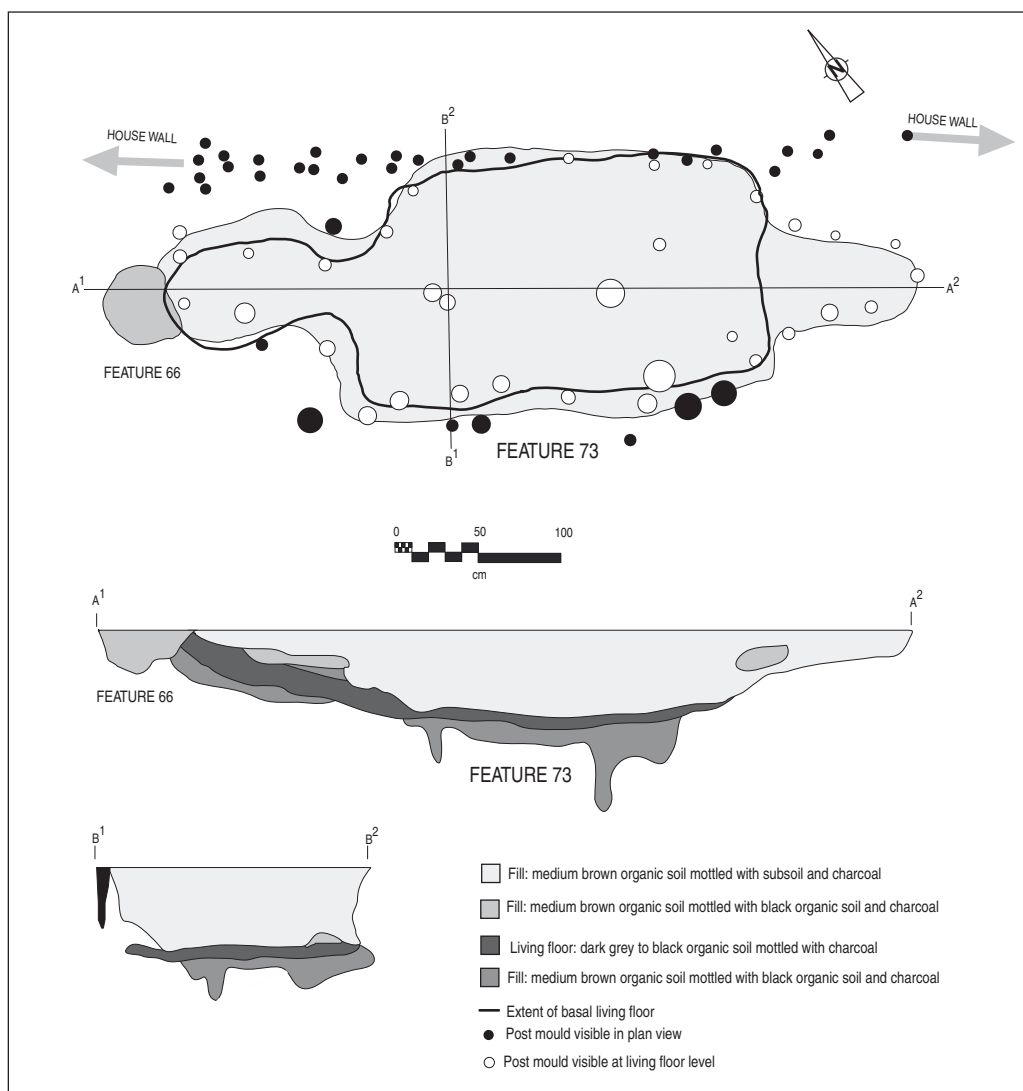 N
HOUSE WALL
HOUSE WALL
B2
A1
A2
FEATURE 66
B1
FEATURE 73
0 50 100
cm
A1
A2
FEATURE 66
FEATURE 73
B1
B2
Fill: medium brown organic soil mottled with subsoil and charcoal
Fill: medium brown organic soil mottled with black organic soil and charcoal
Living floor: dark grey to black organic soil mottled with charcoal
Fill: medium brown organic soil mottled with black organic soil and charcoal
Extent of basal living floor
Post mould visible in plan view
Post mould visible at living floor level